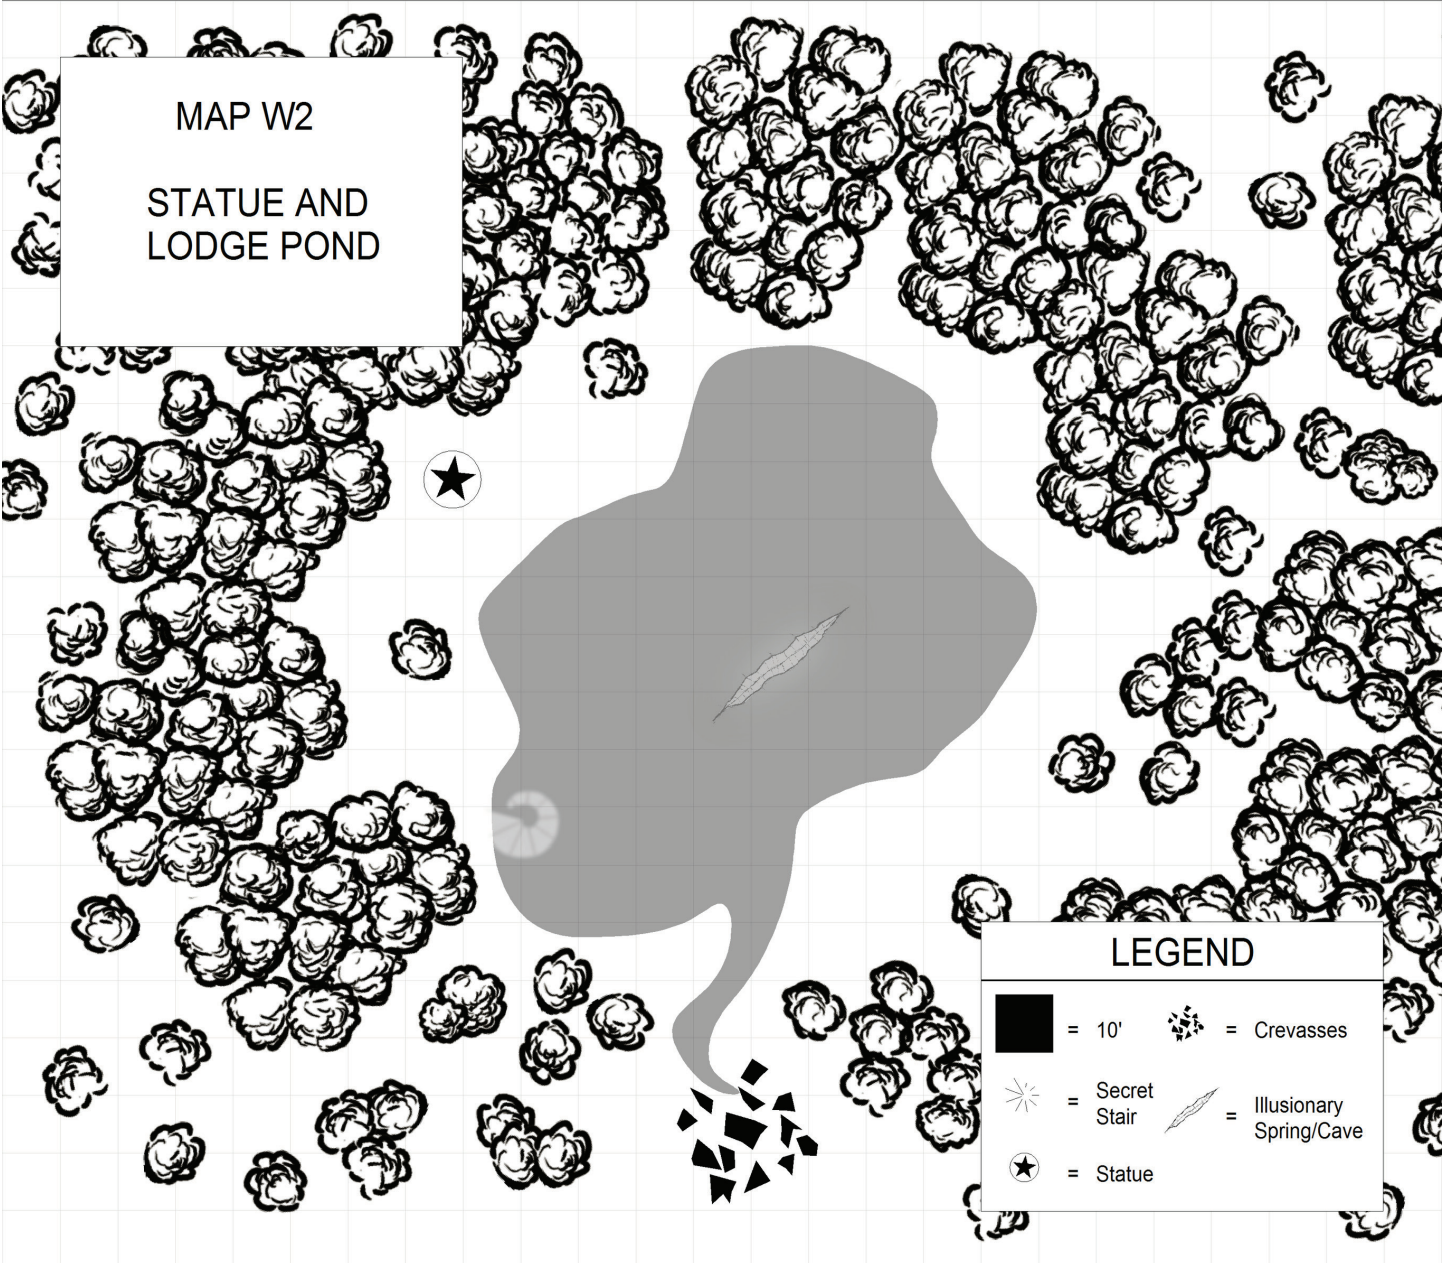 MAP W2
STATUE AND
LODGE POND
LEGEND
= 10'
= Crevasses
= Secret
Stair
= Illusionary
Spring/Cave
= Statue